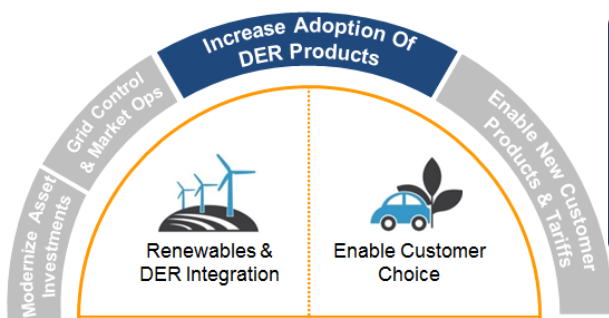 Modernize Asset
Investments
Grid Control
& Market Ops
Increase Adoption Of
DER Products
Enable New Customer
Products & Tariffs
Renewables &
DER Integration
Enable Customer
Choice